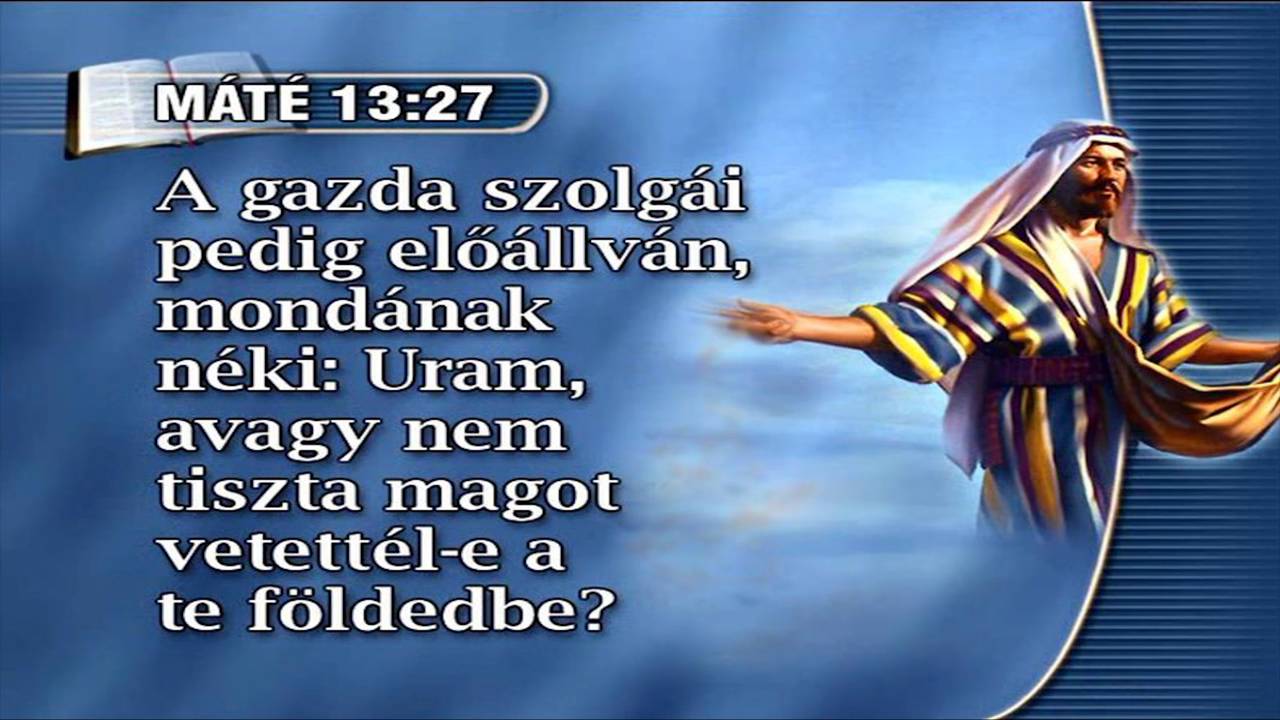 MÁTÉ 13:27
A gazda szolgái
pedig előállván,
mondának
néki: Uram,
avagy nem
tiszta magot
vetettél-e a
te földedbe?